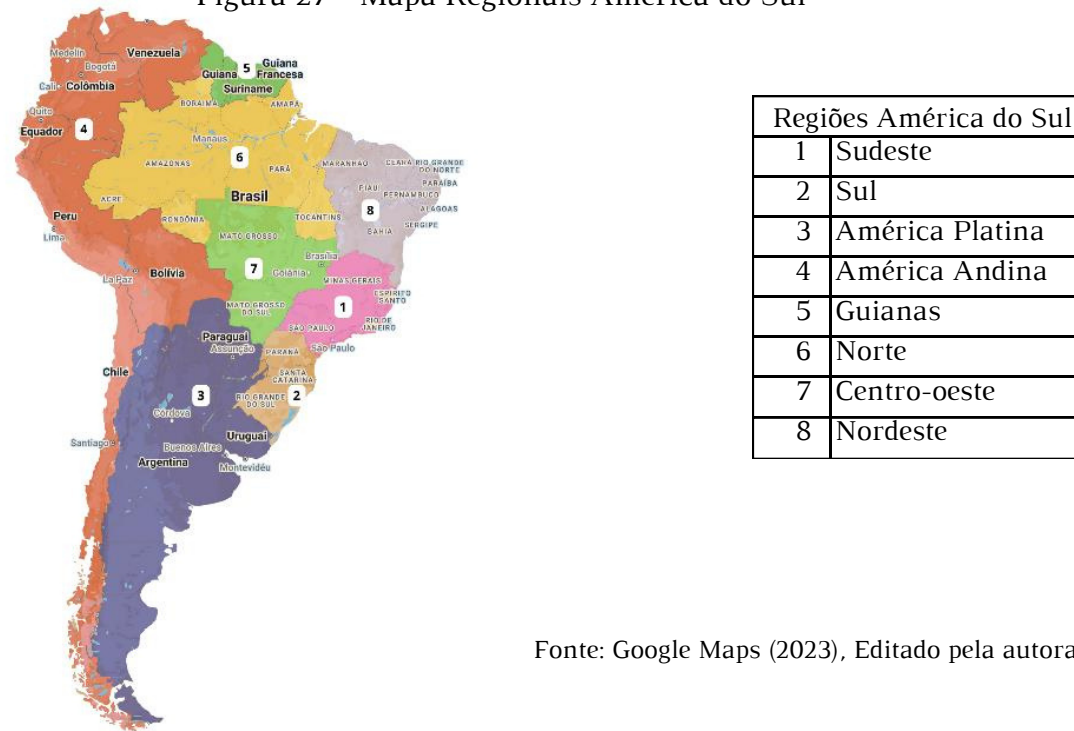 Figura 27 – Mapa Regionais América do Sul
Medelín
Venezuela
Bogotá
Cali
Colômbia
Guiana
5
Guiana
Francesa
Suriname
Quito
Equador
4
RORAIMA
AMAPÁ
Manaus
6
AMAZONAS
PARÁ
MARANHÃO
CEARÁ
RIO GRANDE
DO NORTE
PARAÍBA
PIAUÍ
PERNAMBUCO
ACRE
Brasil
8
ALAGOAS
Peru
RONDÔNIA
TOCANTINS
SERGIPE
Lima
MATO GROSSO
BAHIA
Brasília
La Paz
Bolívia
7
Goiânia
MINAS GERAIS
ESPÍRITO
SANTO
MATO GROSSO
DO SUL
1
SÃO PAULO
RIO DE
JANEIRO
Paraguai
Assunção
PARANÁ
São Paulo
Chile
SANTA
CATARINA
3
RIO GRANDE
DO SUL
2
Córdova
Santiago
Buenos Aires
Uruguai
Argentina
Montevidéu
Regiões América do Sul
1 Sudeste
2 Sul
3 América Platina
4 América Andina
5 Guianas
6 Norte
7 Centro-oeste
8 Nordeste
Fonte: Google Maps (2023), Editado pela autora